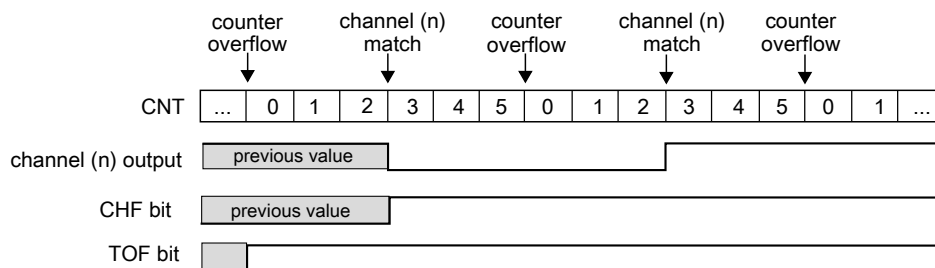 counter
overflow
channel (n)
match
counter
overflow
channel (n)
match
counter
overflow
CNT ... 0 1 2 3 4 5 0 1 2 3 4 5 0 1 ...
channel (n) output previous value
CHF bit previous value
TOF bit